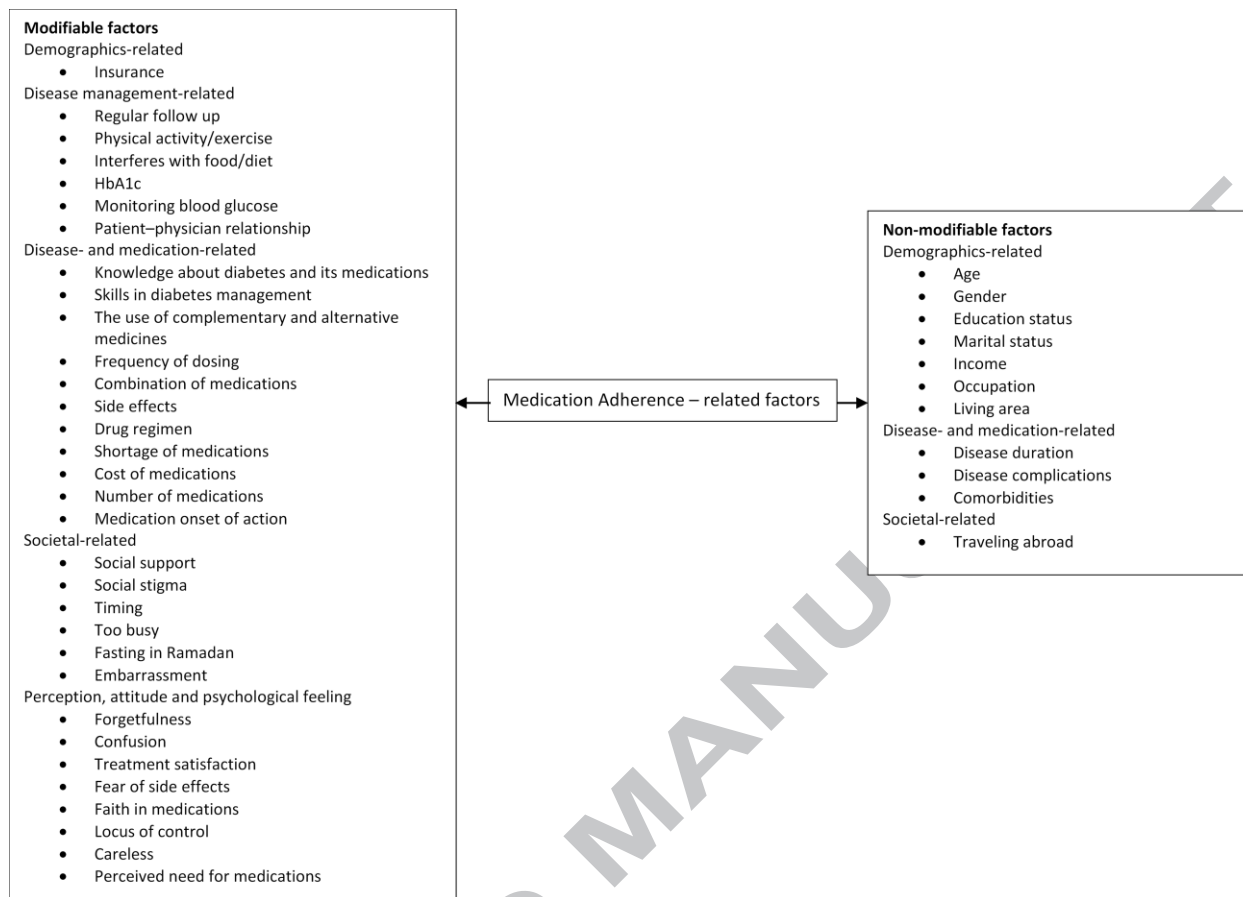 Modifiable factors
Demographics-related
• Insurance
Disease management-related
• Regular follow up
• Physical activity/exercise
• Interferes with food/diet
• HbA1c
• Monitoring blood glucose
• Patient–physician relationship
Disease- and medication-related
• Knowledge about diabetes and its medications
• Skills in diabetes management
• The use of complementary and alternative
medicines
• Frequency of dosing
• Combination of medications
• Side effects
• Drug regimen
• Shortage of medications
• Cost of medications
• Number of medications
• Medication onset of action
Societal-related
• Social support
• Social stigma
• Timing
• Too busy
• Fasting in Ramadan
• Embarrassment
Perception, attitude and psychological feeling
• Forgetfulness
• Confusion
• Treatment satisfaction
• Fear of side effects
• Faith in medications
• Locus of control
• Careless
• Perceived need for medications
Medication Adherence – related factors
Non-modifiable factors
Demographics-related
• Age
• Gender
• Education status
• Marital status
• Income
• Occupation
• Living area
Disease- and medication-related
• Disease duration
• Disease complications
• Comorbidities
Societal-related
• Traveling abroad